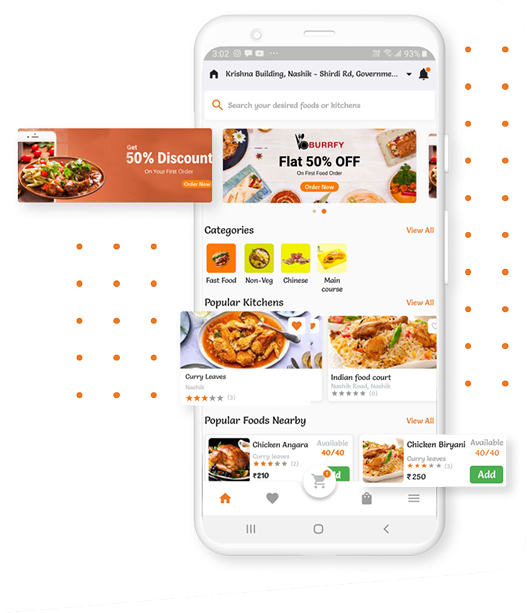 3:02
93%
Krishna Building, Nashik - Shirdi Rd, Governme...
Search your desired foods or kitchens
Get
50% Discount
On Your First Order
Order Now
BURRFY
Flat 50% OFF
On First Food Order
Order Now
Categories View All
Fast Food Non-Veg Chinese Main course
Popular Kitchens View All
Curry Leaves
Nashik
(3)
Indian food court
Nashik Road, Nashik
(0)
Popular Foods Nearby View All
Chicken Angara Available
40/40
Curry leaves
(2)
₹210 Add
Chicken Biryani Available
40/40
Curry leaves
(3)
₹250 Add
1